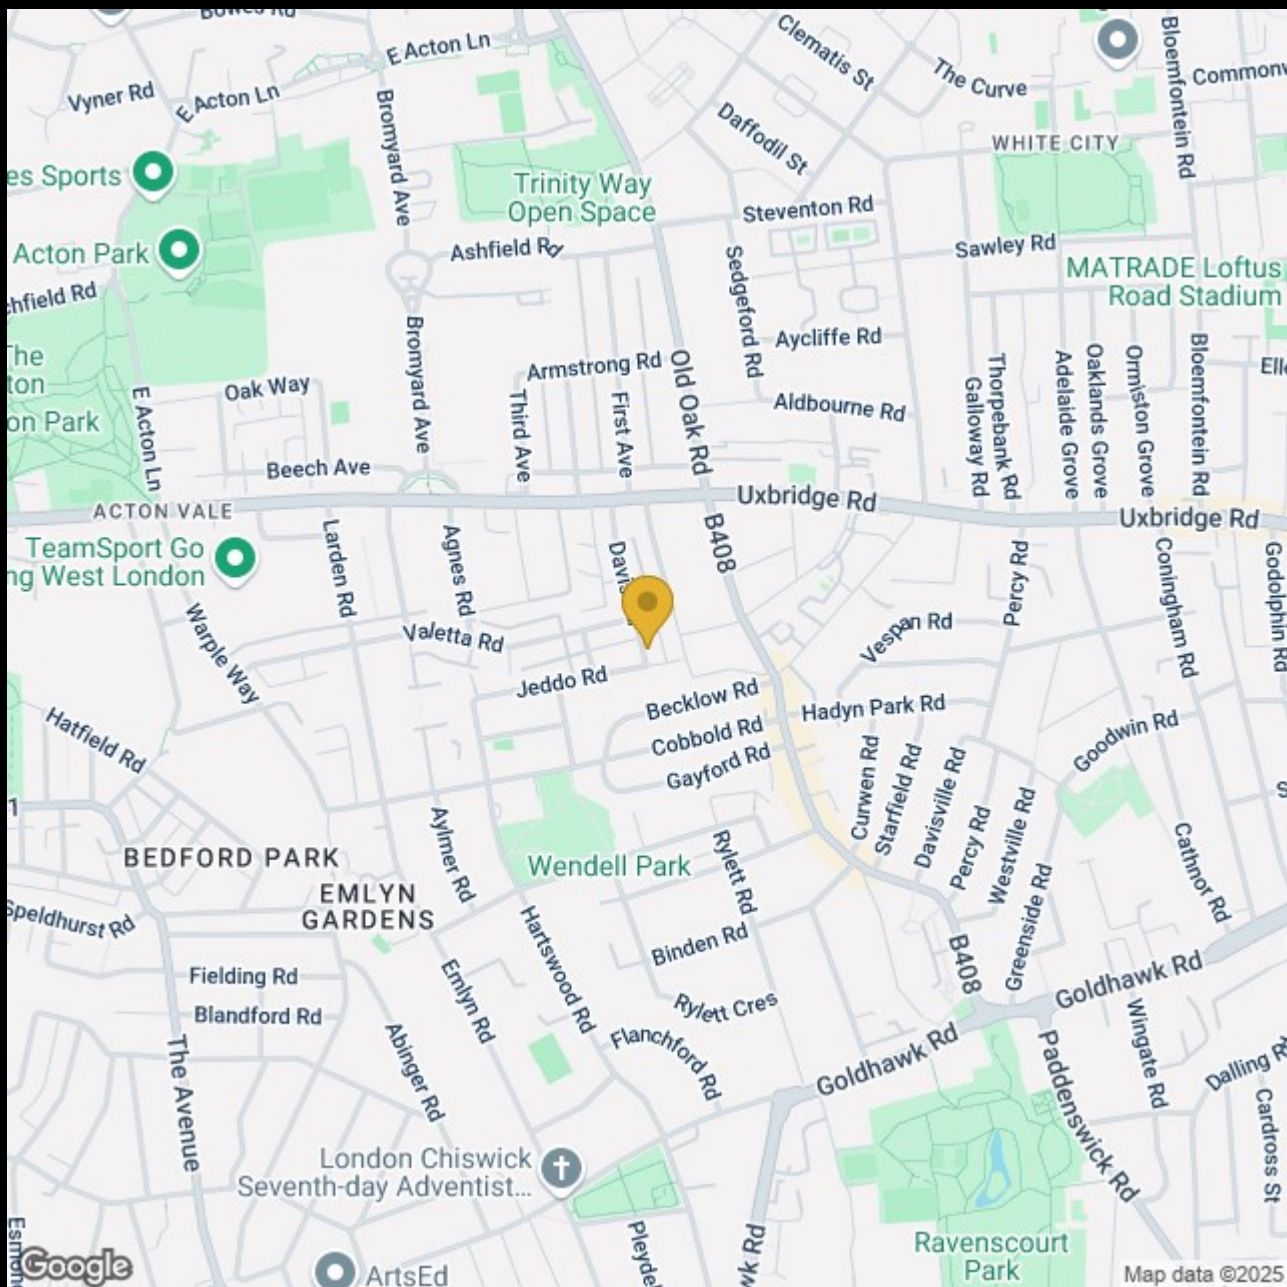 Bowes Rd
E Acton Ln
Clematis St
The Curve
Bloemfontein Rd
Commonw
Vyner Rd
E Acton Ln
Bromyard Ave
Daffodil St
WHITE CITY
es Sports
Trinity Way
Open Space
Steventon Rd
Acton Park
Ashfield Rd
Sedgeford Rd
Sawley Rd
MATRADE Loftus
Road Stadium
chfield Rd
The
ton
on Park
Bromyard Ave
Armstrong Rd
Old Oak Rd
Aycliffe Rd
Oak Way
E Acton Ln
Third Ave
First Ave
Aldbourne Rd
Galloway Rd
Thorpebank Rd
Adelaide Grove
Oaklands Grove
Ormiston Grove
Bloemfontein Rd
Elle
Beech Ave
Uxbridge Rd
ACTON VALE
B408
Uxbridge Rd
TeamSport Go
ng West London
Larden Rd
Agnes Rd
Davis
Percy Rd
Coningham Rd
Godolphin Rd
Warple Way
Valetta Rd
Vespan Rd
Jeddo Rd
Becklow Rd
Hadyn Park Rd
Hatfield Rd
Cobbold Rd
Gayford Rd
Goodwin Rd
Curwen Rd
Starfield Rd
Davisville Rd
Percy Rd
Westville Rd
Greenside Rd
Cathnor Rd
S
1
BEDFORD PARK
Aylmer Rd
Wendell Park
Rylett Rd
EMLYN
GARDENS
Speldhurst Rd
Hartswood Rd
Binden Rd
B408
Goldhawk Rd
Fielding Rd
Emlyn Rd
Rylett Cres
Blandford Rd
Abinger Rd
Flanchford Rd
Goldhawk Rd
The Avenue
Paddenswick Rd
Wingate Rd
Dalling R
Cardross St
London Chiswick
Seventh-day Adventist...
Pleydel
wk Rd
Ravenscourt
Park
Esmon
ArtsEd
Google
Map data ©2025